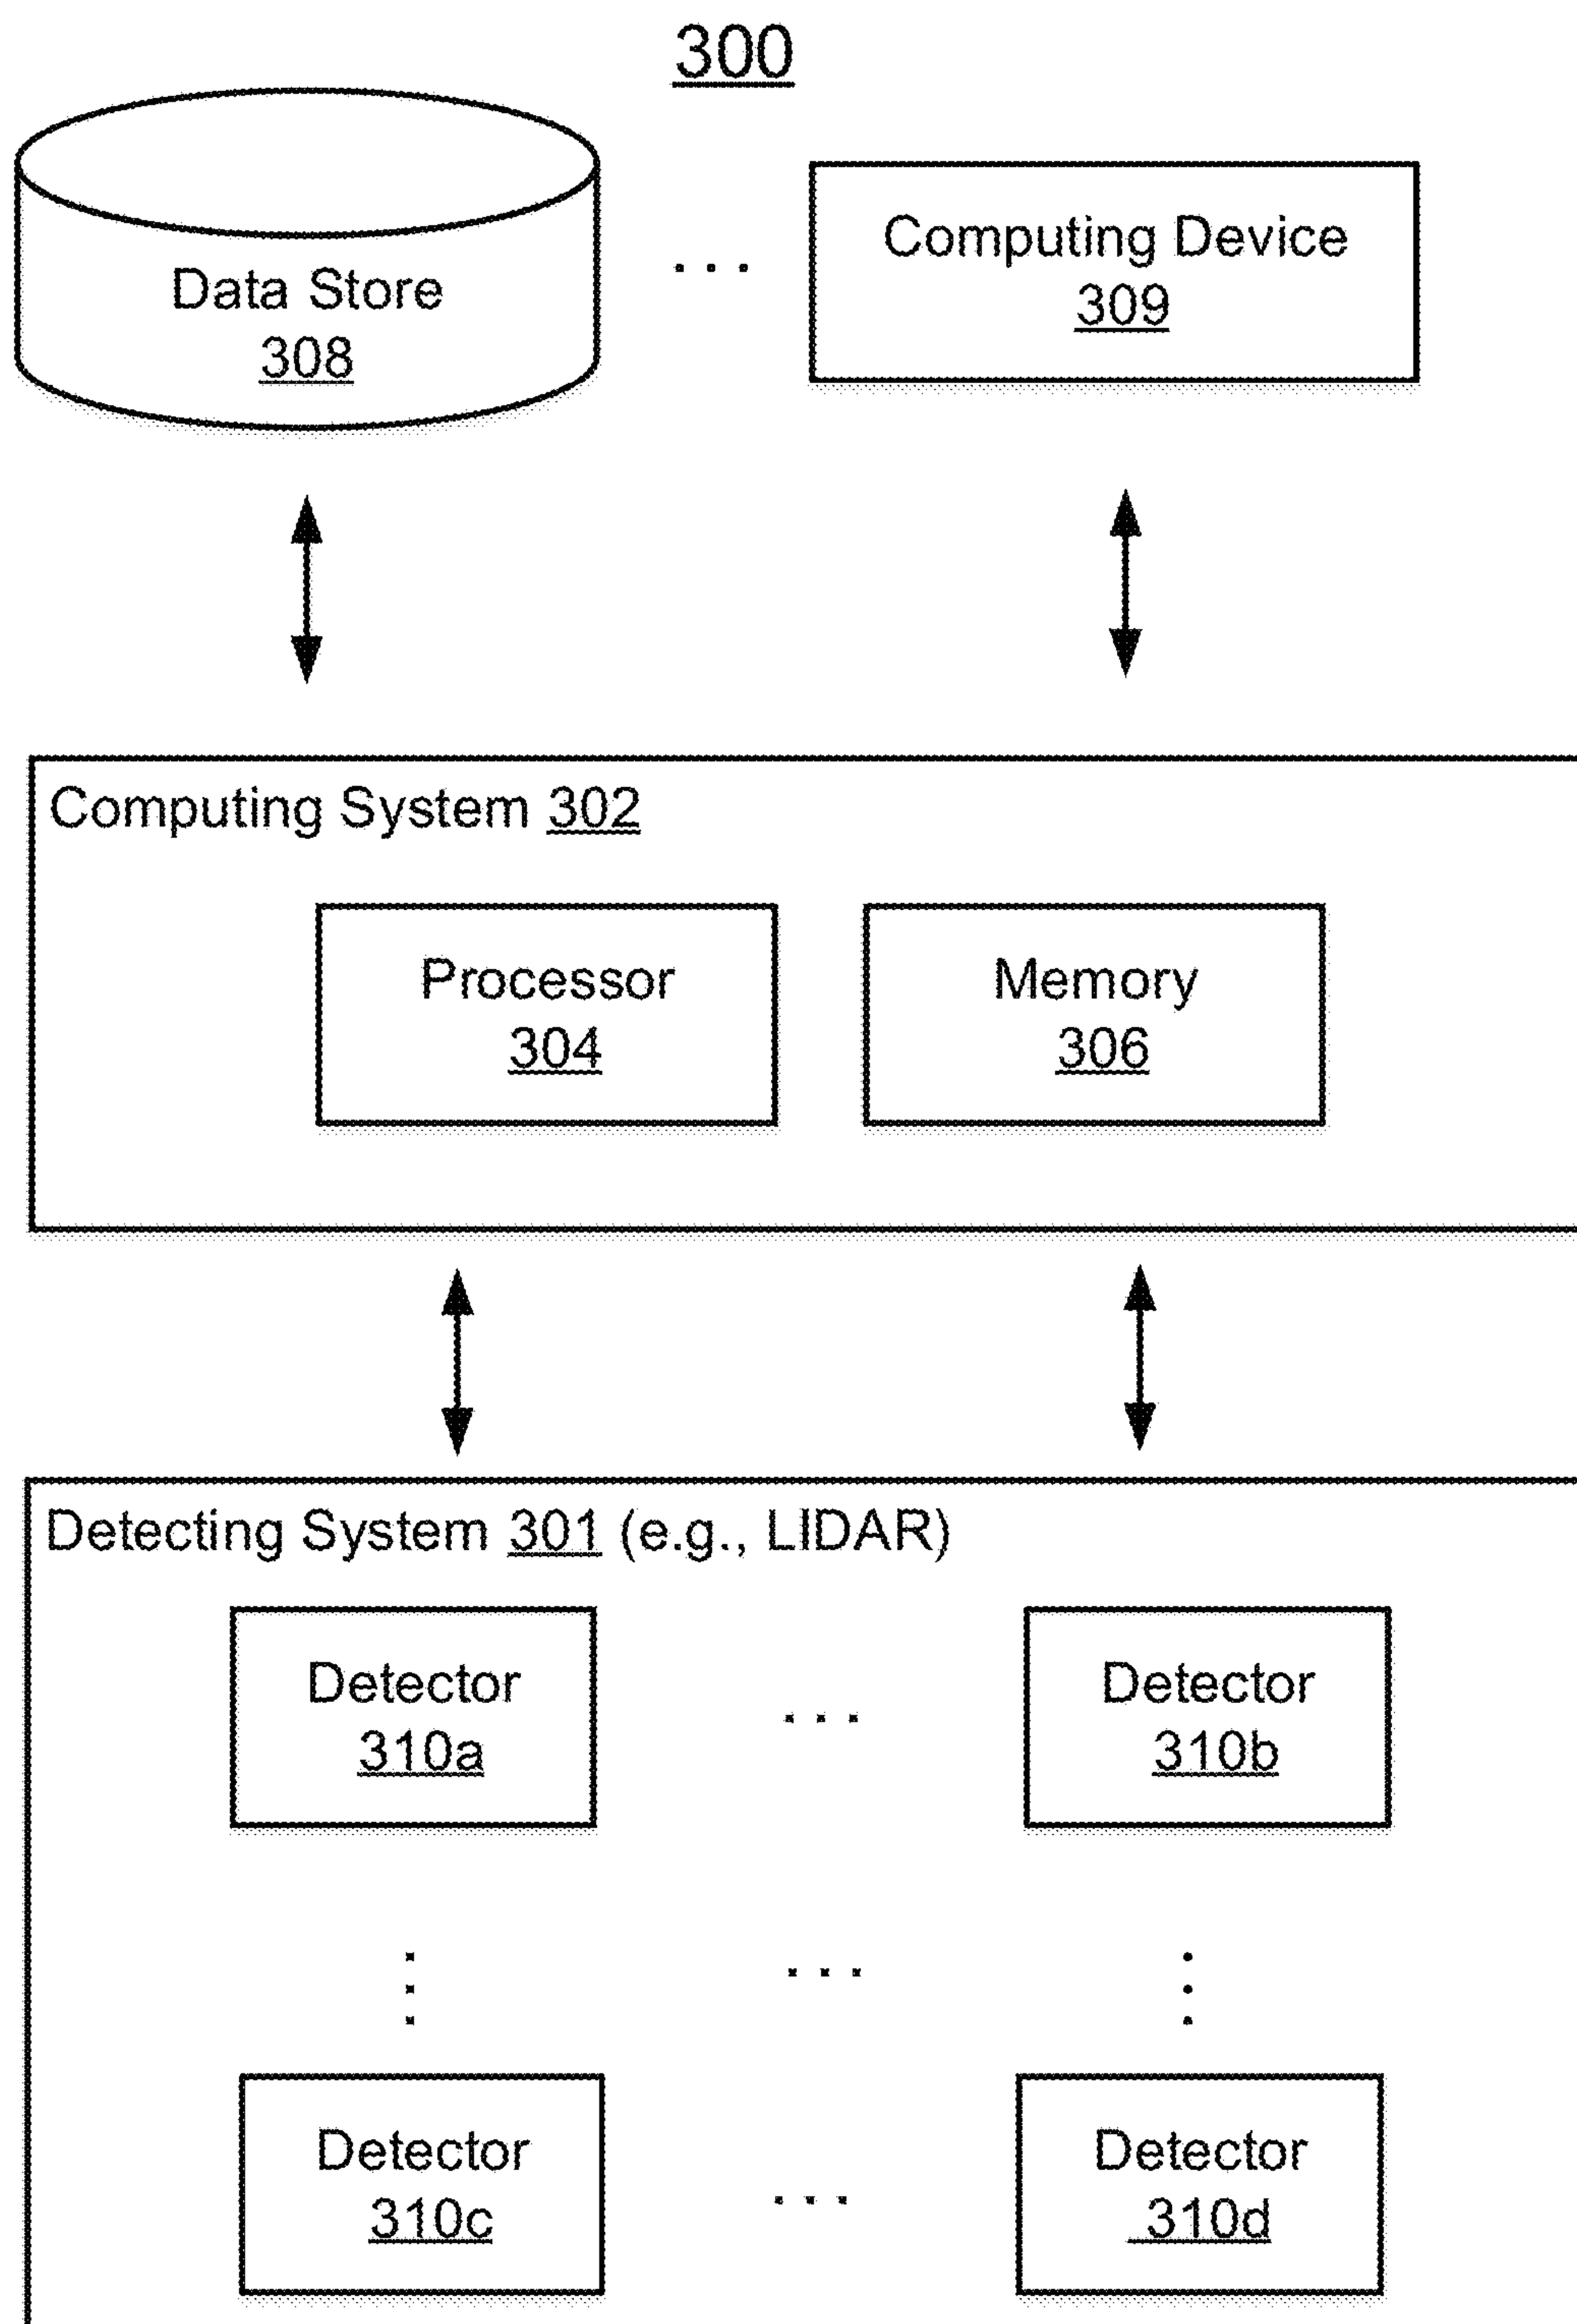 300
Data Store
308
. . .
Computing Device
309
Computing System 302
Processor
304
Memory
306
Detecting System 301 (e.g., LIDAR)
Detector
310a
. . .
Detector
310b
. . .
Detector
310c
. . .
Detector
310d